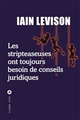 IAIN LEVISON
Les
stripteaseuses
ont toujours
besoin de conseils
juridiques